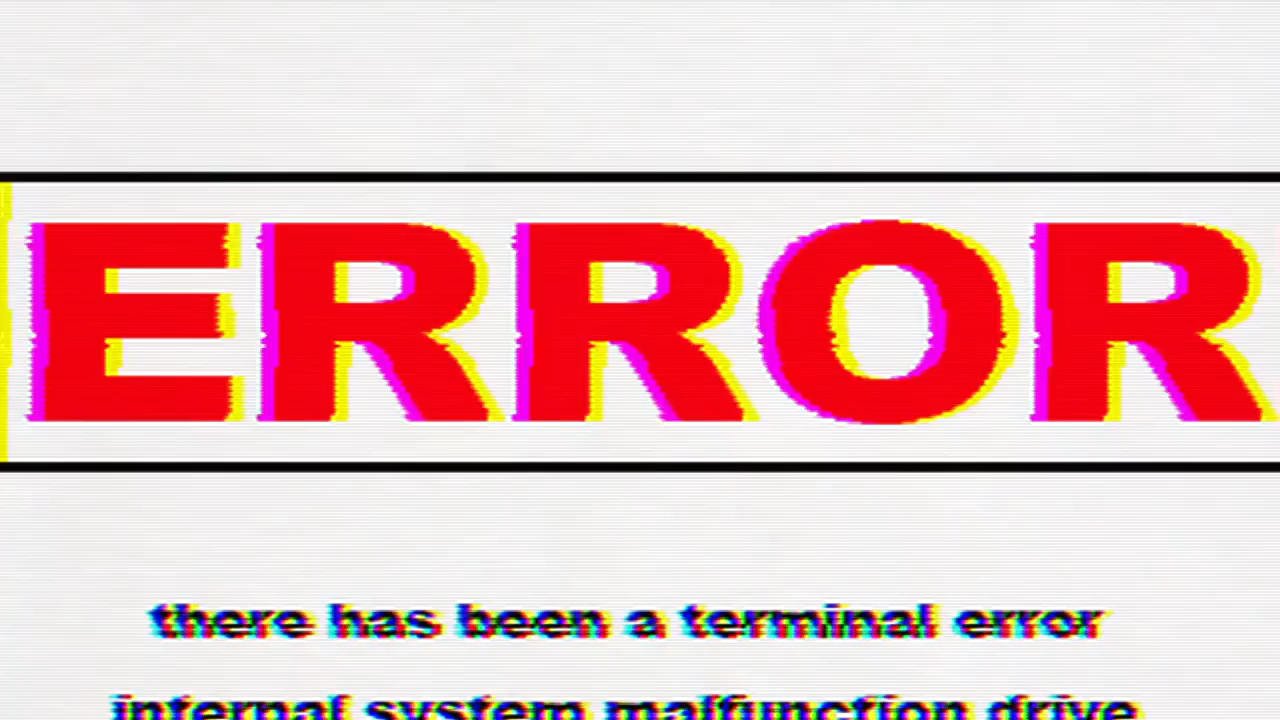 ERROR
there has been a terminal error
internal system malfunction drive